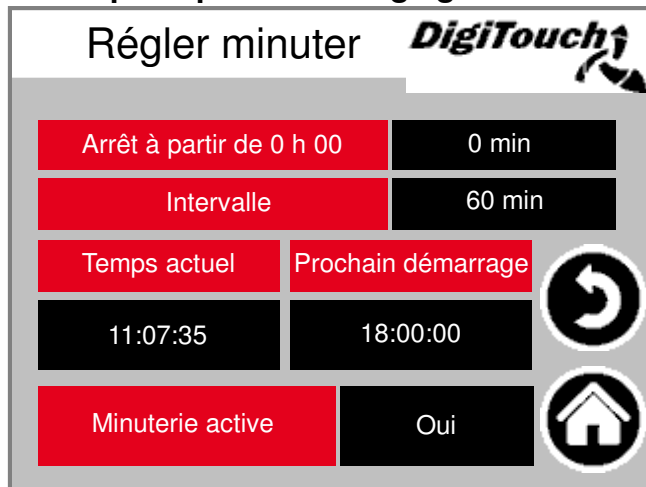 Régler minuter
DigiTouch
Arrêt à partir de 0 h 00
0 min
Intervalle
60 min
Temps actuel
Prochain démarrage
11:07:35
18:00:00
Minuterie active
Oui